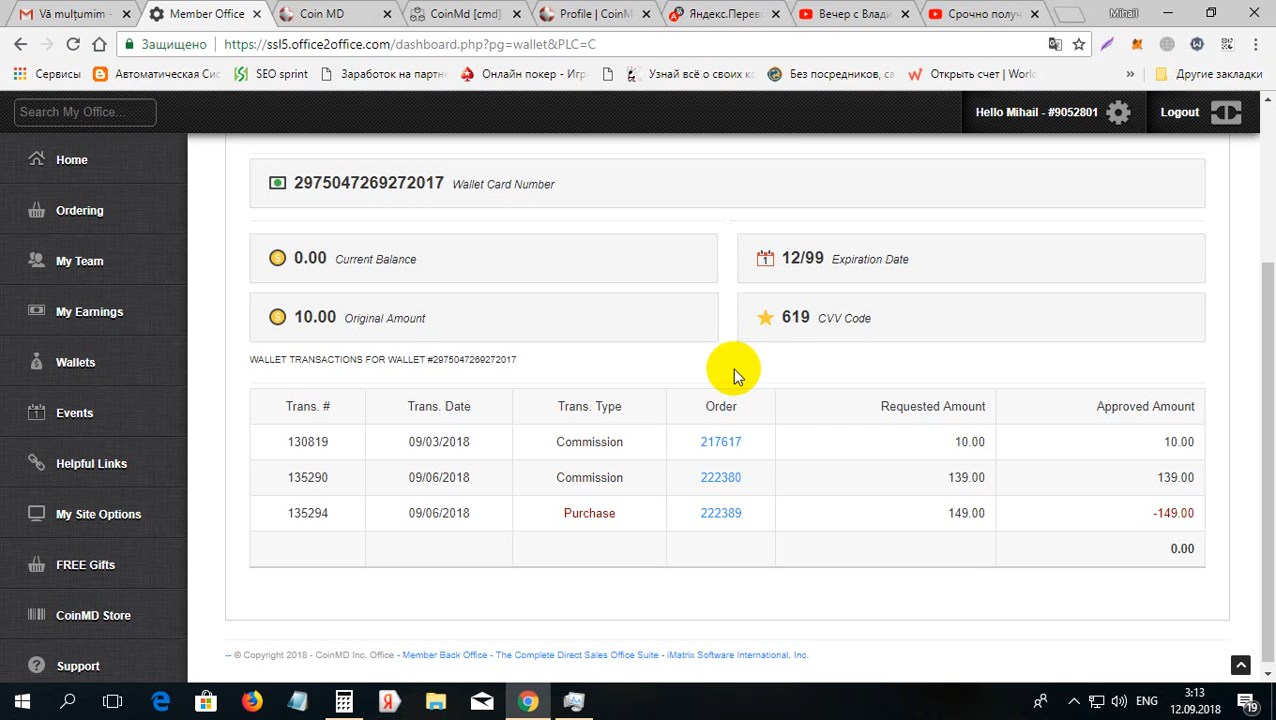 Vă mulțumim -
Member Office
Coin MD
CoinMd [cmd]
Profile | CoinM
Яндекс.Перев
Вечер с Влади
Срочно получ
Mihail
Защищено
https://ssl5.office2office.com/dashboard.php?pg=wallet&PLC=C
Сервисы
Автоматическая Сис
SEO sprint
Заработок на партн
Онлайн покер - Игр
Узнай всё о своих кс
Без посредников, са
Открыть счет | World
»
Другие закладки
Search My Office...
Hello Mihail - #9052801
Logout
Home
Ordering
My Team
My Earnings
Wallets
Events
Helpful Links
My Site Options
FREE Gifts
CoinMD Store
Support
2975047269272017 Wallet Card Number
0.00 Current Balance
12/99 Expiration Date
10.00 Original Amount
619 CVV Code
WALLET TRANSACTIONS FOR WALLET #2975047269272017
Trans. # Trans. Date Trans. Type Order Requested Amount Approved Amount
130819 09/03/2018 Commission 217617 10.00 10.00
135290 09/06/2018 Commission 222380 139.00 139.00
135294 09/06/2018 Purchase 222389 149.00 -149.00
0.00
-- © Copyright 2018 - CoinMD Inc. Office - Member Back Office - The Complete Direct Sales Office Suite - iMatrix Software International, Inc.
ENG
3:13
12.09.2018
19